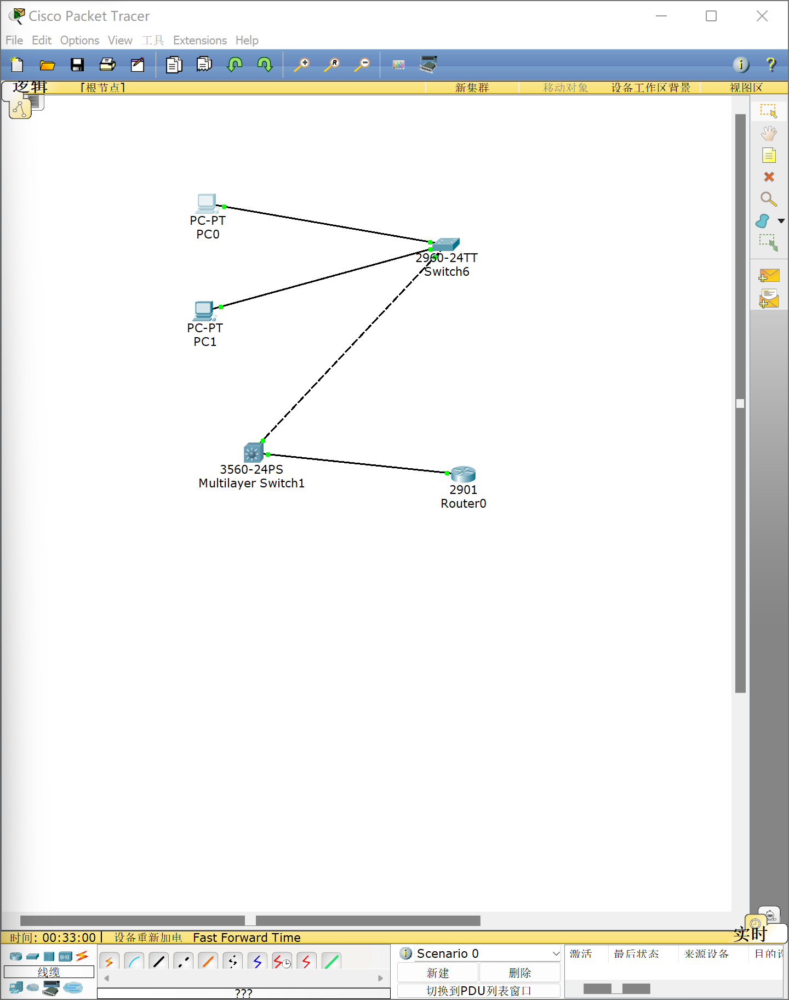 Cisco Packet Tracer
File Edit Options View 工具 Extensions Help
逻辑 [根节点] 新集群 移动对象 设备工作区背景 视图区
PC-PT
PC0
2960-24TT
Switch6
PC-PT
PC1
3560-24PS
Multilayer Switch1
2901
Router0
时间: 00:33:00 设备重新加电 Fast Forward Time 实时
线缆
???
Scenario 0
新建 删除
切换到PDU列表窗口
激活 最后状态 来源设备 目的